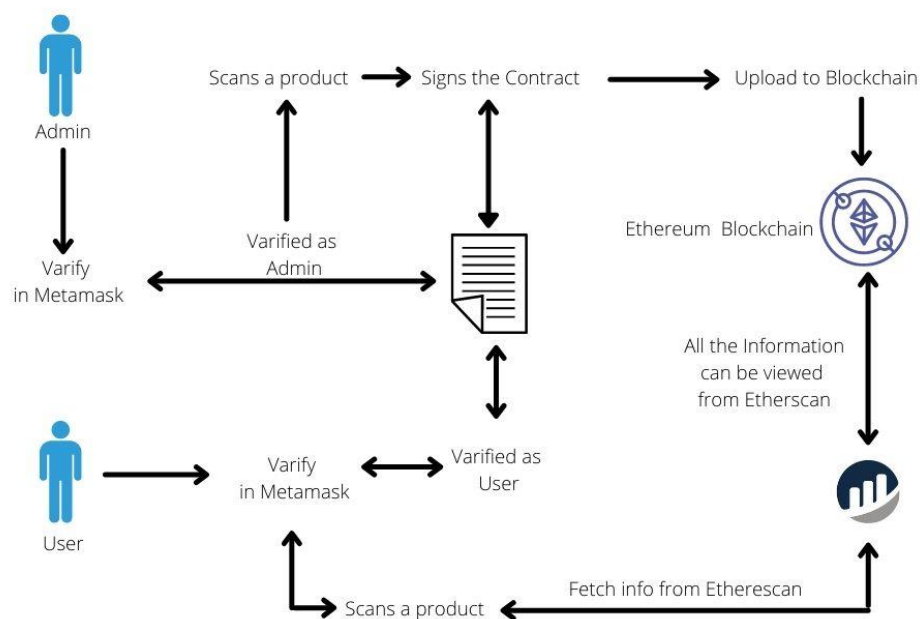 Scans a product
Signs the Contract
Upload to Blockchain
Admin
Ethereum  Blockchain
Varified as
Admin
Varify
in Metamask
All the Information
can be viewed
from Etherscan
Varify
in Metamask
Varified as
User
User
Fetch info from Etherescan
Scans a product